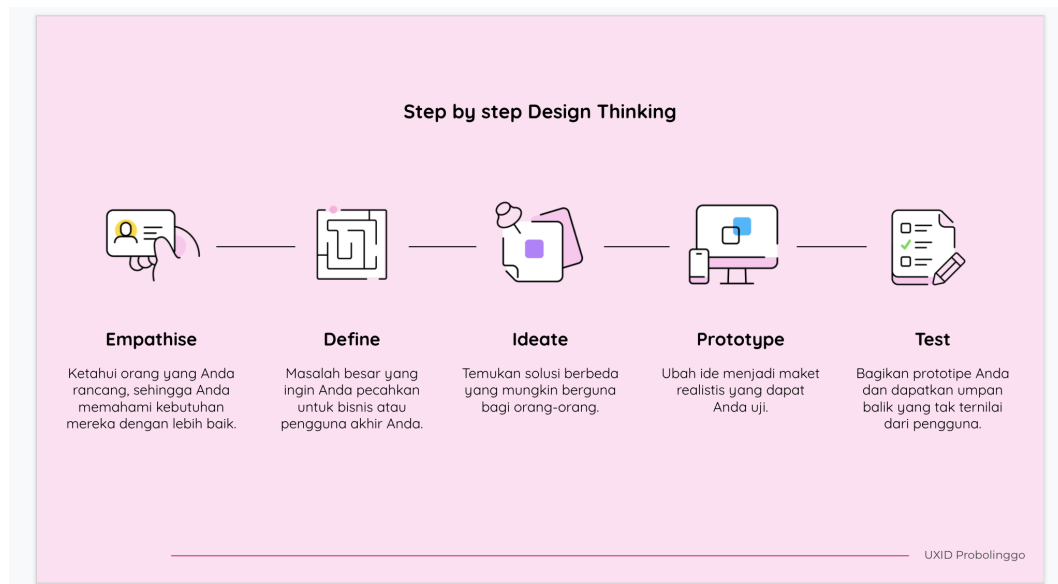 Step by step Design Thinking
Empathise
Ketahui orang yang Anda
rancang, sehingga Anda
memahami kebutuhan
mereka dengan lebih baik.
Define
Masalah besar yang
ingin Anda pecahkan
untuk bisnis atau
pengguna akhir Anda.
Ideate
Temukan solusi berbeda
yang mungkin berguna
bagi orang-orang.
Prototype
Ubah ide menjadi maket
realistis yang dapat
Anda uji.
Test
Bagikan prototipe Anda
dan dapatkan umpan
balik yang tak ternilai
dari pengguna.
UXID Probolinggo